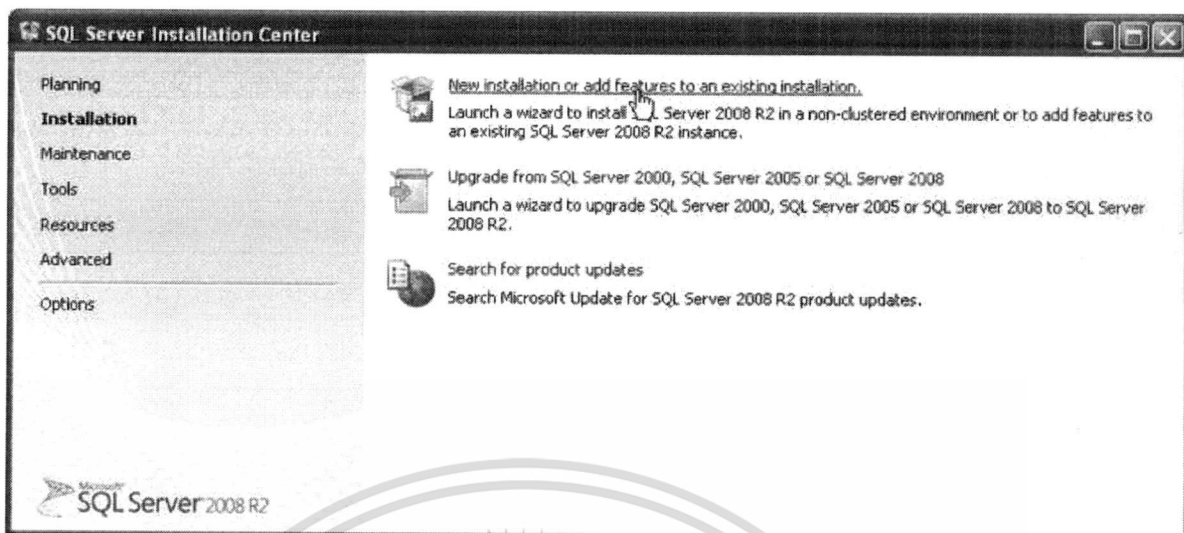 SQL Server Installation Center
Planning
Installation
Maintenance
Tools
Resources
Advanced
Options
New installation or add features to an existing installation.
Launch a wizard to install Server 2008 R2 in a non-clustered environment or to add features to
an existing SQL Server 2008 R2 instance.
Upgrade from SQL Server 2000, SQL Server 2005 or SQL Server 2008
Launch a wizard to upgrade SQL Server 2000, SQL Server 2005 or SQL Server 2008 to SQL Server
2008 R2.
Search for product updates
Search Microsoft Update for SQL Server 2008 R2 product updates.
Microsoft
SQL Server 2008 R2